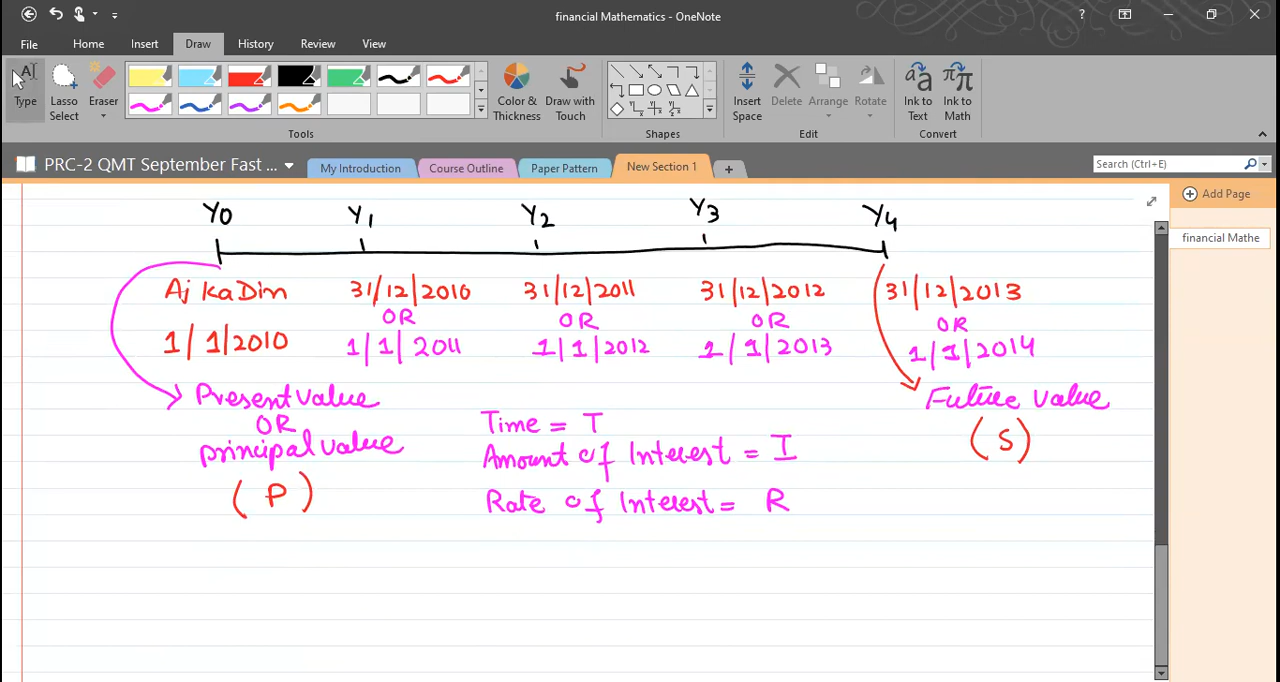 financial Mathematics - OneNote
?
File Home Insert Draw History Review View
Type
Lasso Select
Eraser
Color & Thickness
Draw with Touch
Insert Space
Delete
Arrange
Rotate
Ink to Text
Ink to Math
Tools Shapes Edit Convert
PRC-2 QMT September Fast ...
My Introduction Course Outline Paper Pattern New Section 1
Search (Ctrl+E)
Add Page
financial Mathe
Y0 Y1 Y2 Y3 Y4
Aj Ka Din 31/12/2010 31/12/2011 31/12/2012 31/12/2013
OR OR OR OR
1/1/2010 1/1/2011 1/1/2012 1/1/2013 1/1/2014
Present value
OR
principal value
(P)
Time = T
Amount of Interest = I
Rate of Interest = R
Future value
(S)